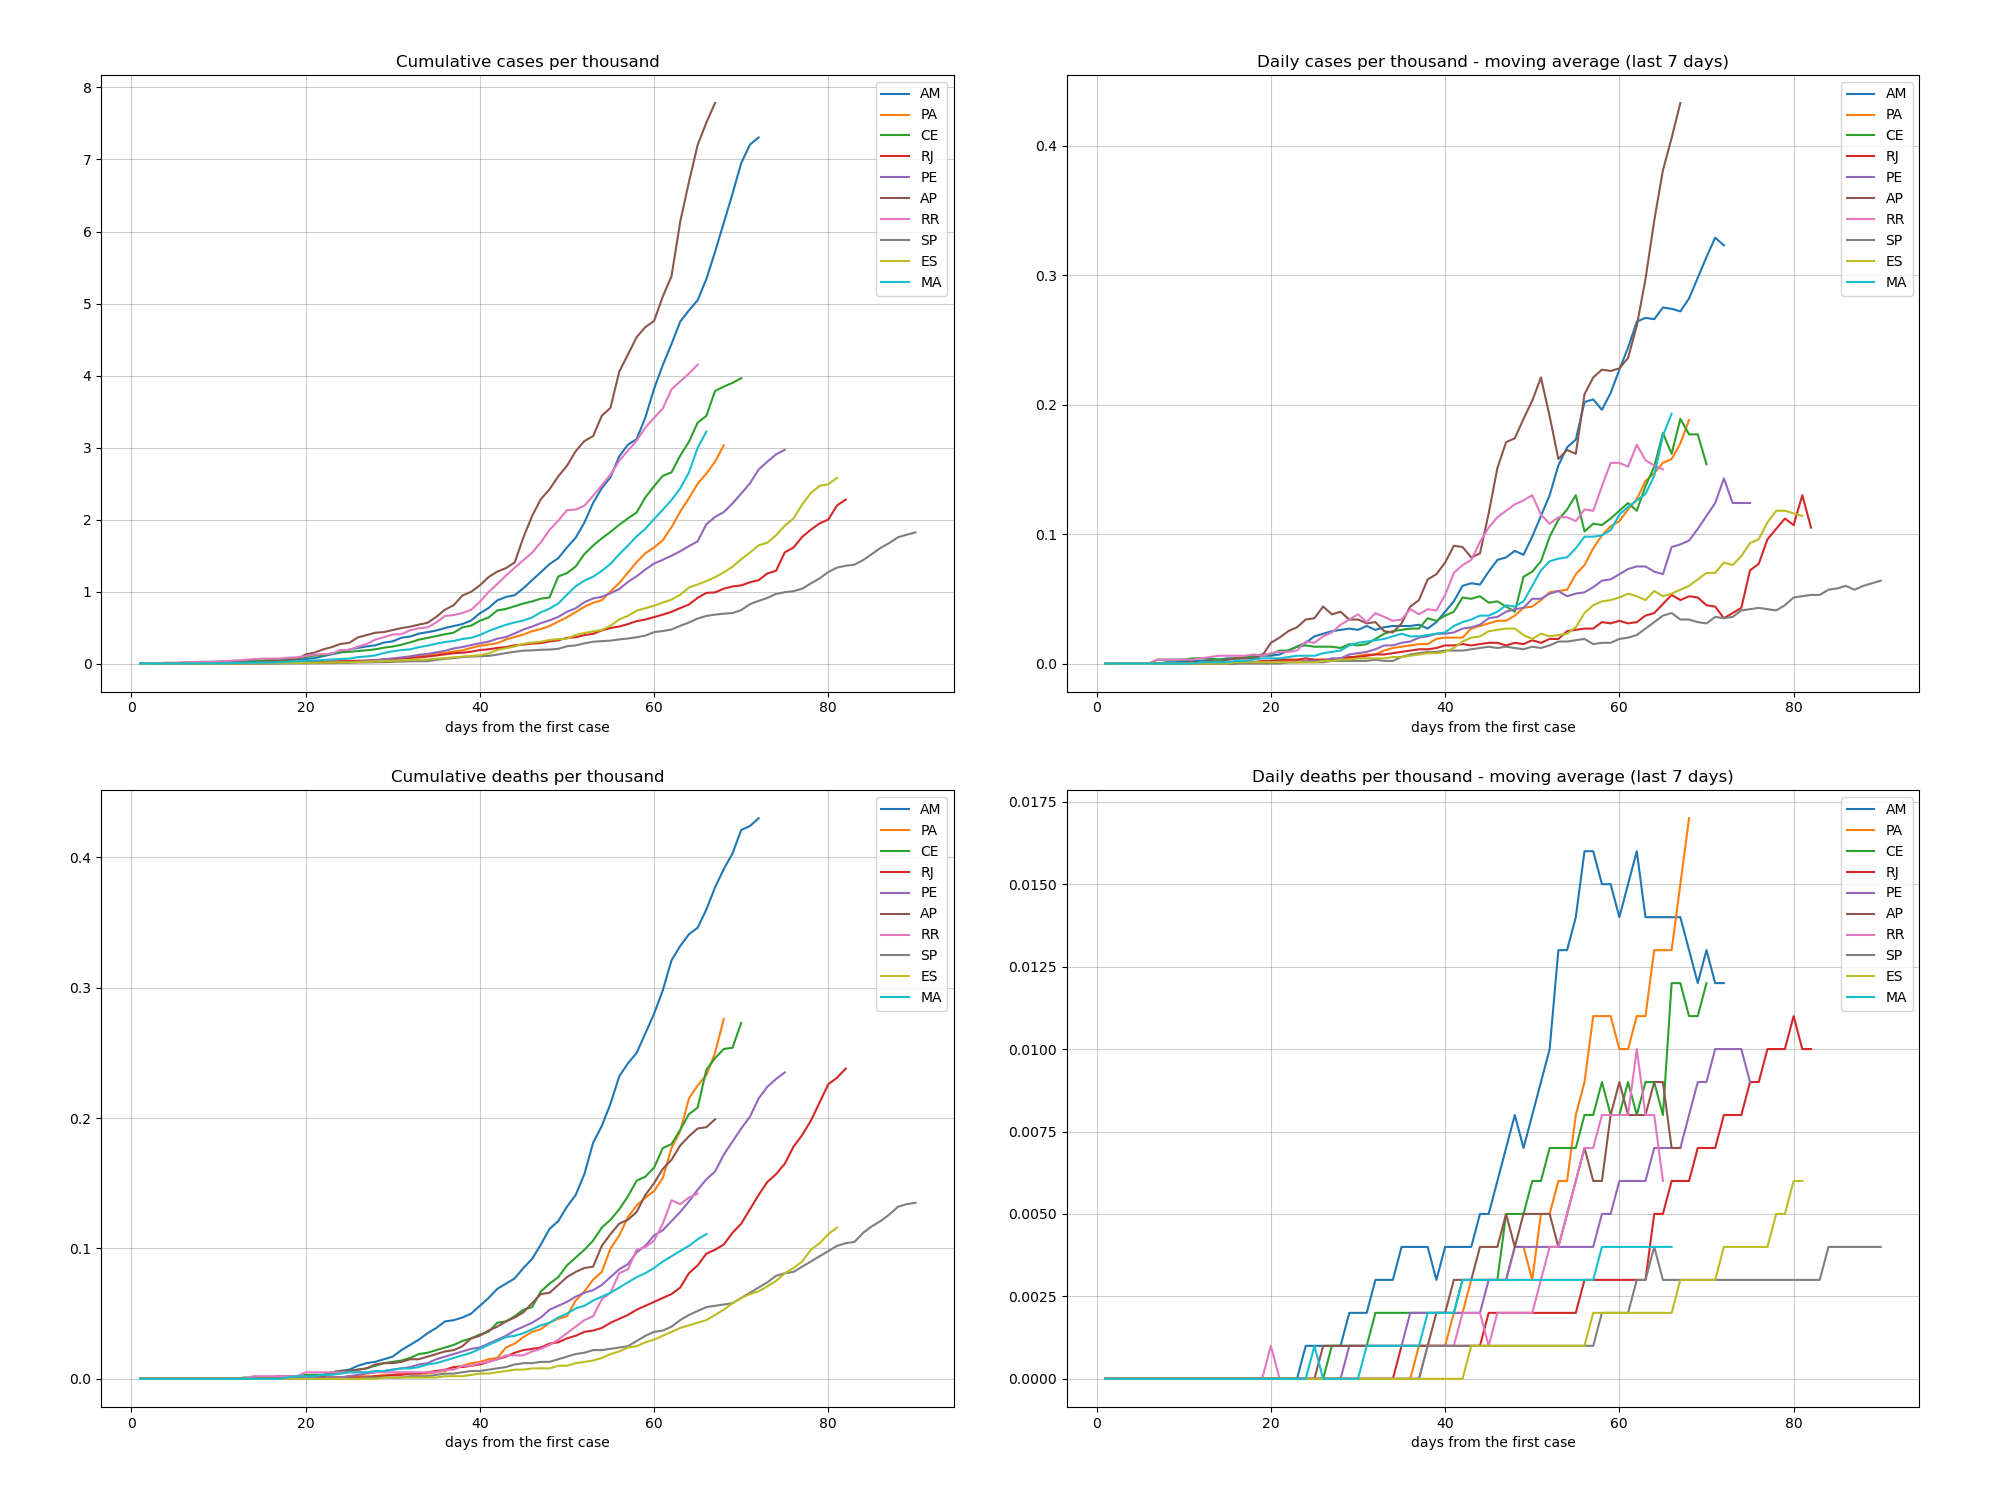 Cumulative cases per thousand
8
7
6
5
4
3
2
1
0
0 20 40 60 80
days from the first case
AM
PA
CE
RJ
PE
AP
RR
SP
ES
MA
Daily cases per thousand - moving average (last 7 days)
0.4
0.3
0.2
0.1
0.0
0 20 40 60 80
days from the first case
AM
PA
CE
RJ
PE
AP
RR
SP
ES
MA
Cumulative deaths per thousand
0.4
0.3
0.2
0.1
0.0
0 20 40 60 80
days from the first case
AM
PA
CE
RJ
PE
AP
RR
SP
ES
MA
Daily deaths per thousand - moving average (last 7 days)
0.0175
0.0150
0.0125
0.0100
0.0075
0.0050
0.0025
0.0000
0 20 40 60 80
days from the first case
AM
PA
CE
RJ
PE
AP
RR
SP
ES
MA